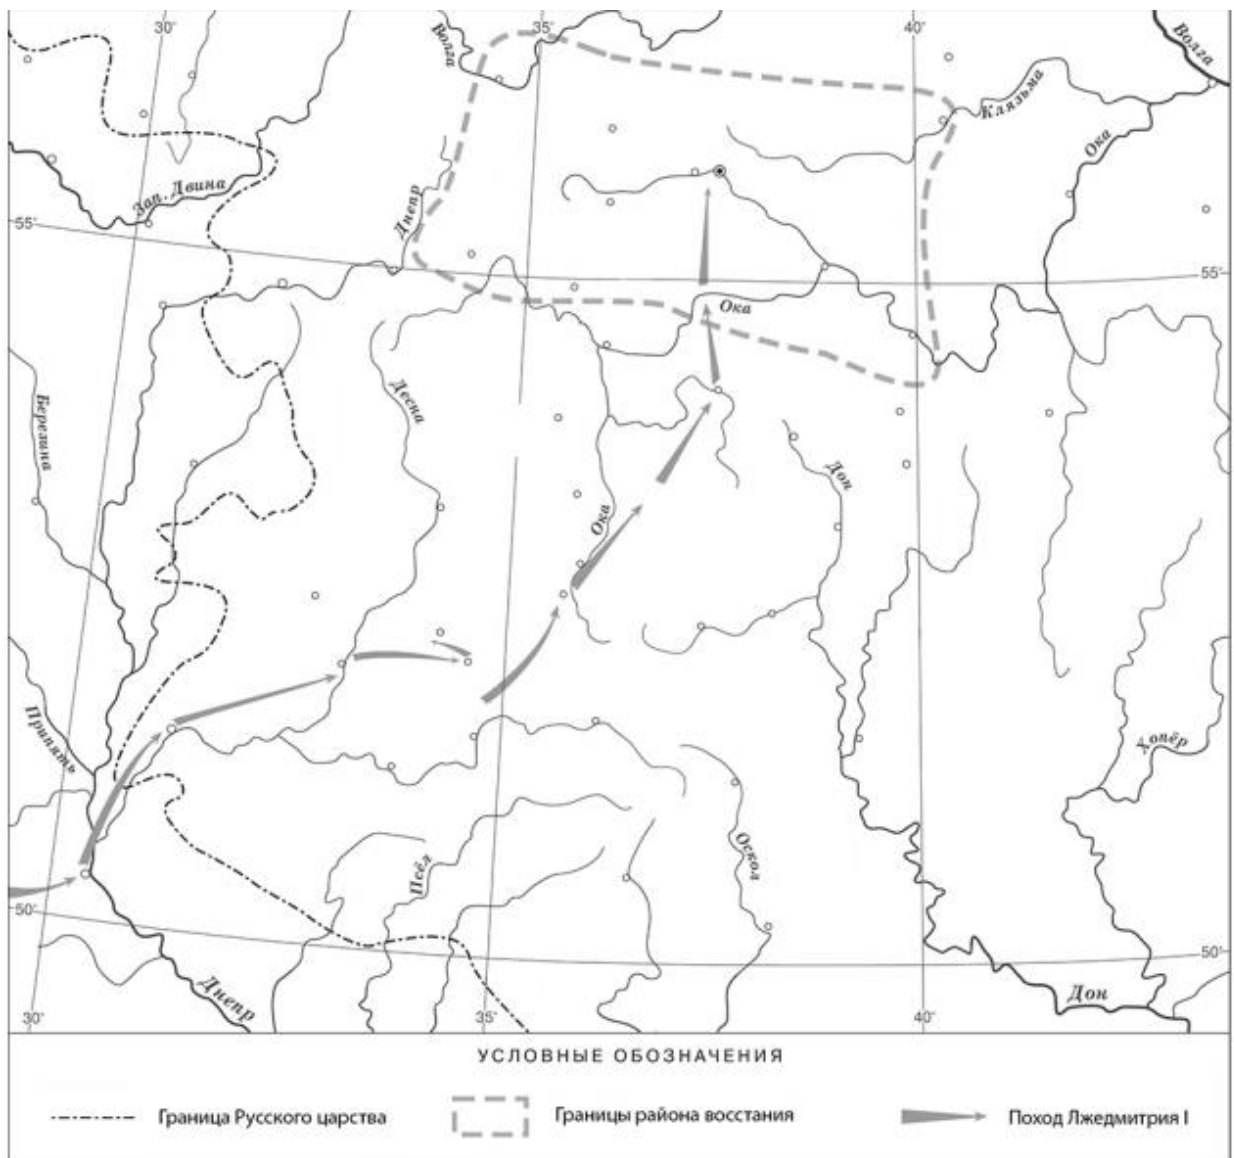 30°
35°
40°
Волга
Волга
Клязьма
Ока
Зап. Двина
Днепр
55°
55°
Ока
Березина
Десна
Дон
Ока
Припять
Хопёр
Псёл
Оскол
50°
50°
Днепр
Дон
30°
35°
40°
УСЛОВНЫЕ ОБОЗНАЧЕНИЯ
Граница Русского царства
Границы района восстания
Поход Лжедмитрия I